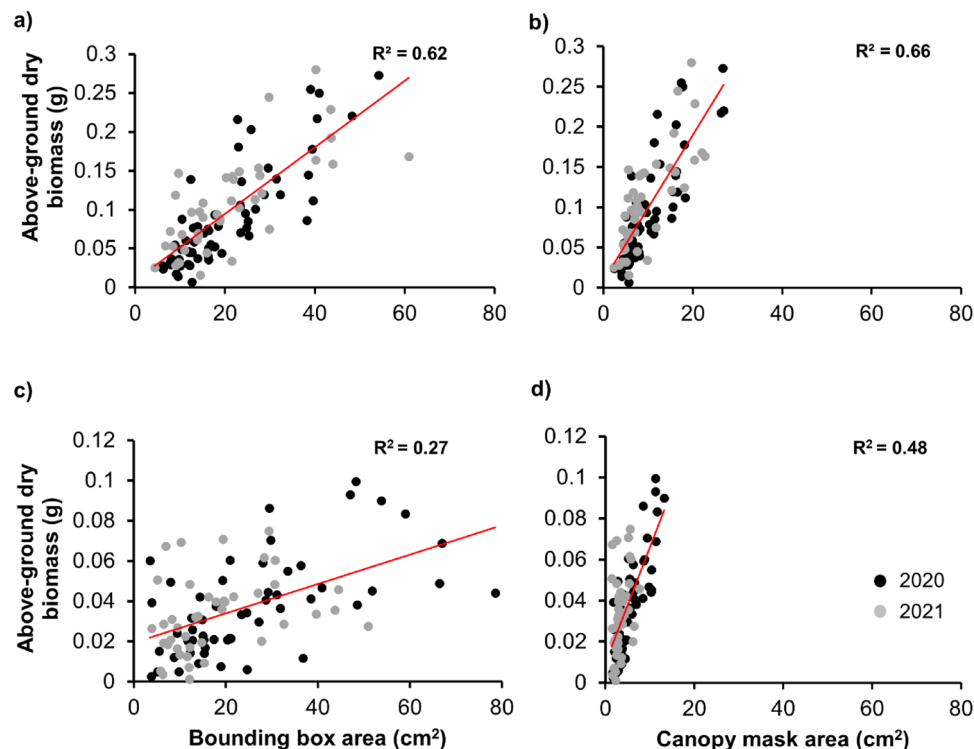 a)
R² = 0.62
0.3
0.25
0.2
0.15
0.1
0.05
0
0 20 40 60 80
Above-ground dry
biomass (g)
b)
R² = 0.66
0.3
0.25
0.2
0.15
0.1
0.05
0
0 20 40 60 80
c)
R² = 0.27
0.12
0.1
0.08
0.06
0.04
0.02
0
0 20 40 60 80
Above-ground dry
biomass (g)
Bounding box area (cm²)
d)
R² = 0.48
0.12
0.1
0.08
0.06
0.04
0.02
0
0 20 40 60 80
2020
2021
Canopy mask area (cm²)